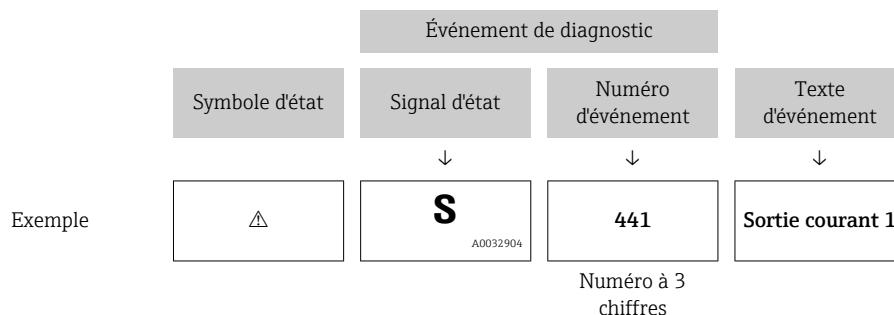 Événement de diagnostic
Symbole d'état
Signal d'état
Numéro
d'événement
Texte
d'événement
↓ ↓ ↓
Exemple
⚠
S
A0032904
441
Sortie courant 1
Numéro à 3
chiffres